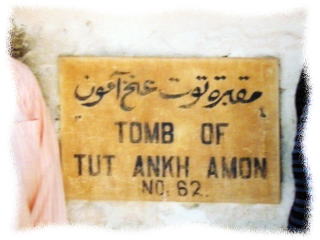 مقبرة توت عنخ آمون
TOMB OF
TUT ANKH AMON
NO. 62.